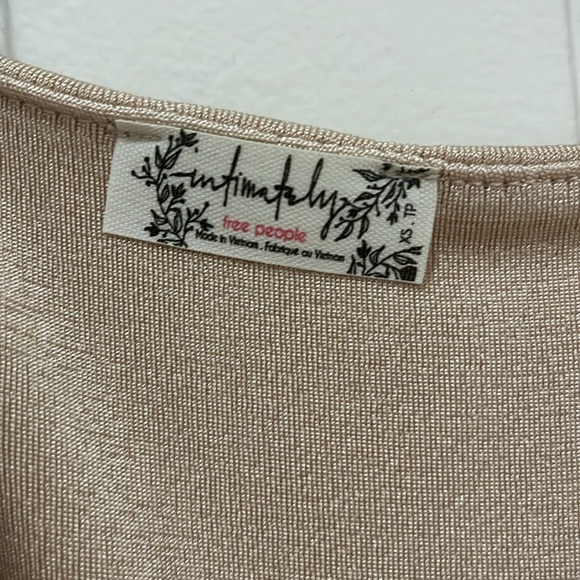 intimately
free people
Made in Vietnam . Fabriqué au Vietnam
XS . TP